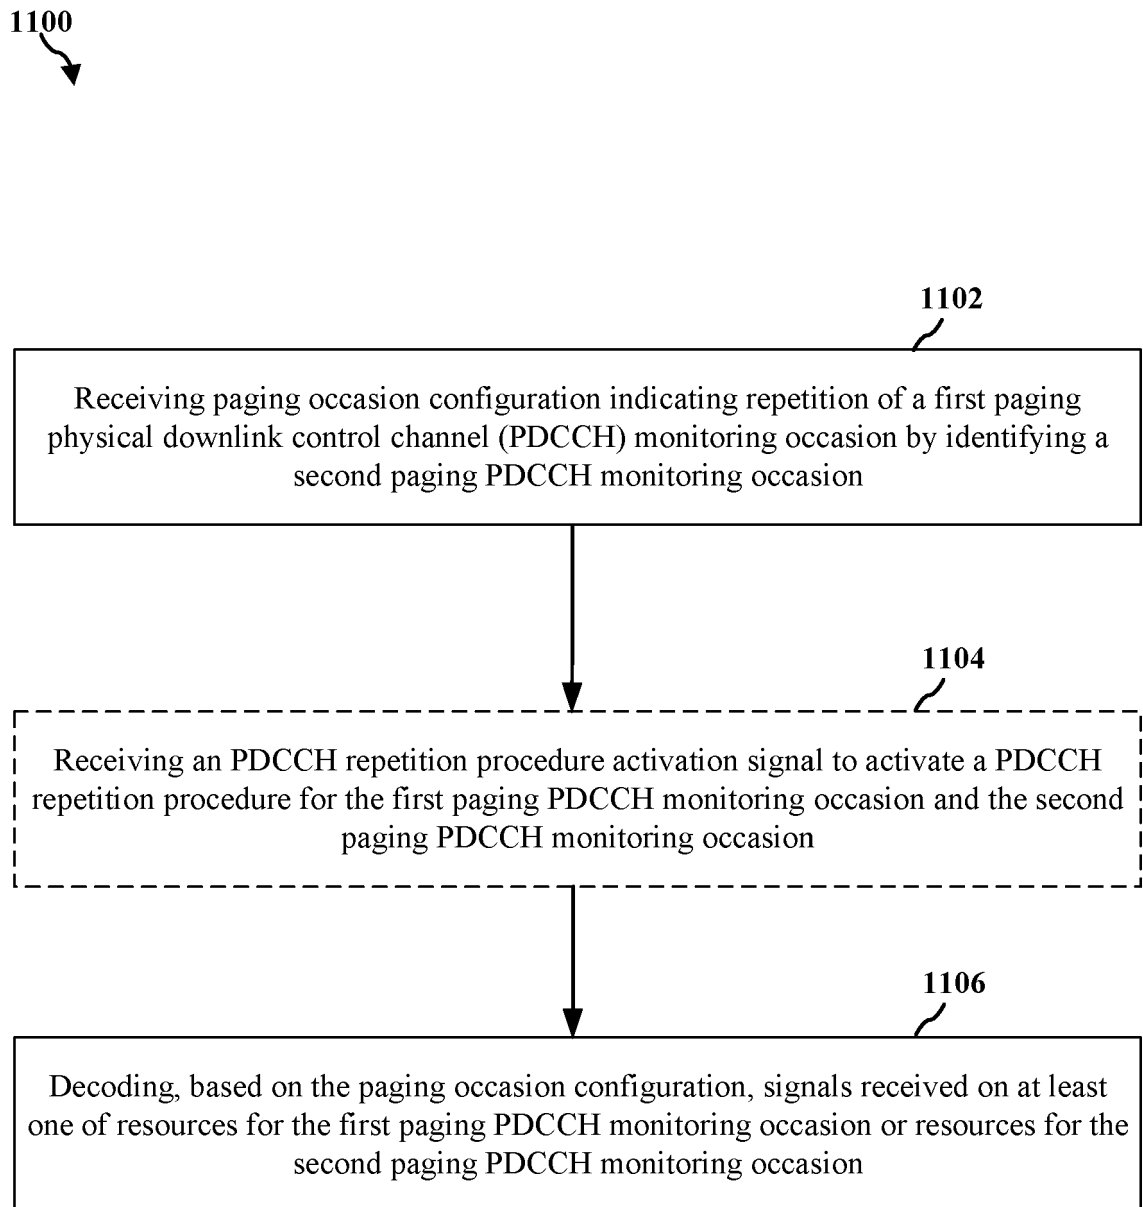 1100
1102
Receiving paging occasion configuration indicating repetition of a first paging
physical downlink control channel (PDCCH) monitoring occasion by identifying a
second paging PDCCH monitoring occasion
1104
Receiving an PDCCH repetition procedure activation signal to activate a PDCCH
repetition procedure for the first paging PDCCH monitoring occasion and the second
paging PDCCH monitoring occasion
1106
Decoding, based on the paging occasion configuration, signals received on at least
one of resources for the first paging PDCCH monitoring occasion or resources for the
second paging PDCCH monitoring occasion